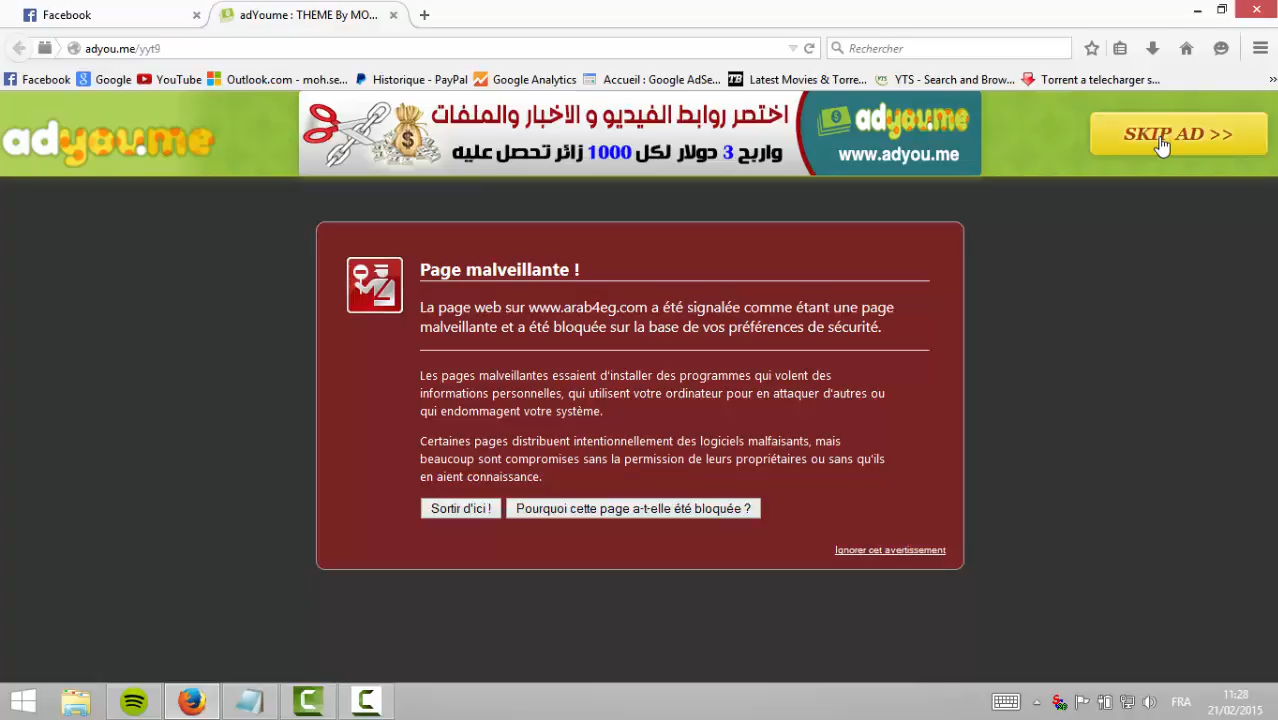 Facebook
adYoume : THEME By MO...
adyou.me/yyt9
Rechercher
Facebook Google YouTube Outlook.com - moh.se... Historique - PayPal Google Analytics Accueil : Google AdSe... Latest Movies & Torre... YTS - Search and Brow... Torrent a telecharger s...
adyou.me
اختصر روابط الفيديو و الاخبار والملفات
واربح 3 دولار لكل 1000 زائر تحصل عليه
adyou.me
www.adyou.me
SKIP AD >>
Page malveillante !
La page web sur www.arab4eg.com a été signalée comme étant une page
malveillante et a été bloquée sur la base de vos préférences de sécurité.
Les pages malveillantes essaient d'installer des programmes qui volent des
informations personnelles, qui utilisent votre ordinateur pour en attaquer d'autres ou
qui endommagent votre système.
Certaines pages distribuent intentionnellement des logiciels malfaisants, mais
beaucoup sont compromises sans la permission de leurs propriétaires ou sans qu'ils
en aient connaissance.
Sortir d'ici ! Pourquoi cette page a-t-elle été bloquée ?
Ignorer cet avertissement
FRA
11:28
21/02/2015